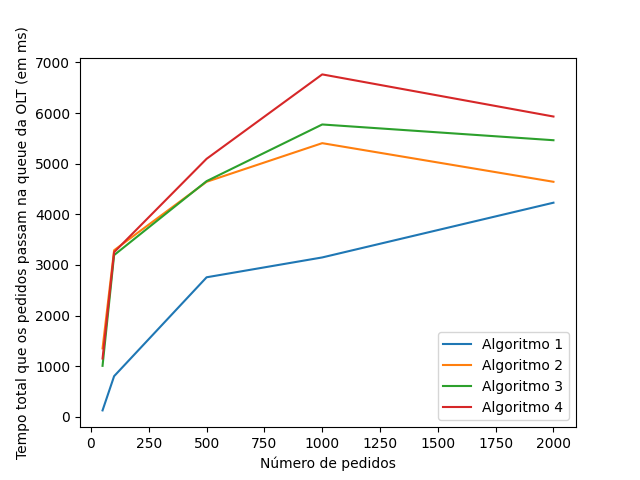 Tempo total que os pedidos passam na queue da OLT (em ms)
7000
6000
5000
4000
3000
2000
1000
0
Algoritmo 1
Algoritmo 2
Algoritmo 3
Algoritmo 4
0 250 500 750 1000 1250 1500 1750 2000
Número de pedidos